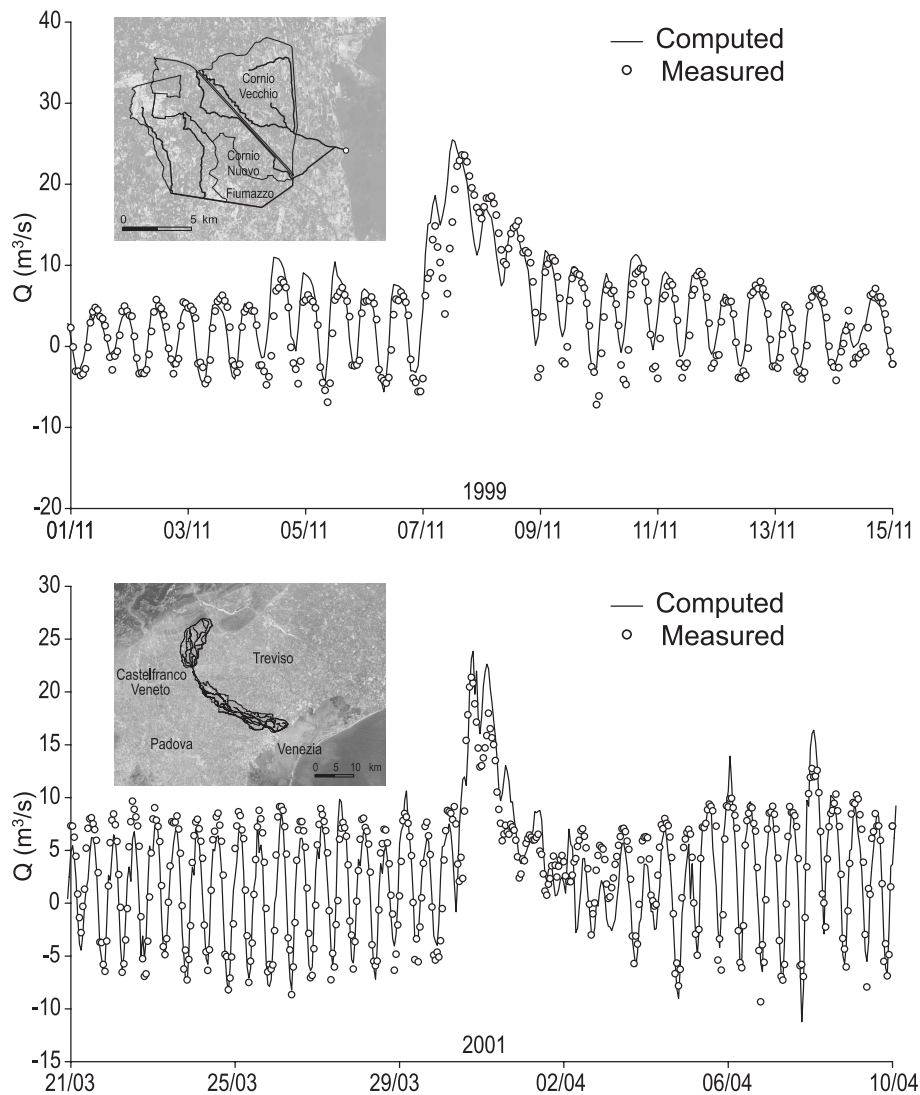 40
30
20
10
0
-10
-20
Q (m³/s)
Computed
Measured
Cornio
Vecchio
Cornio
Nuovo
Fiumazzo
0 5 km
1999
01/11 03/11 05/11 07/11 09/11 11/11 13/11 15/11
30
25
20
15
10
5
0
-5
-10
-15
Q (m³/s)
Computed
Measured
Treviso
Castelfranco
Veneto
Padova
Venezia
0 5 10 km
2001
21/03 25/03 29/03 02/04 06/04 10/04